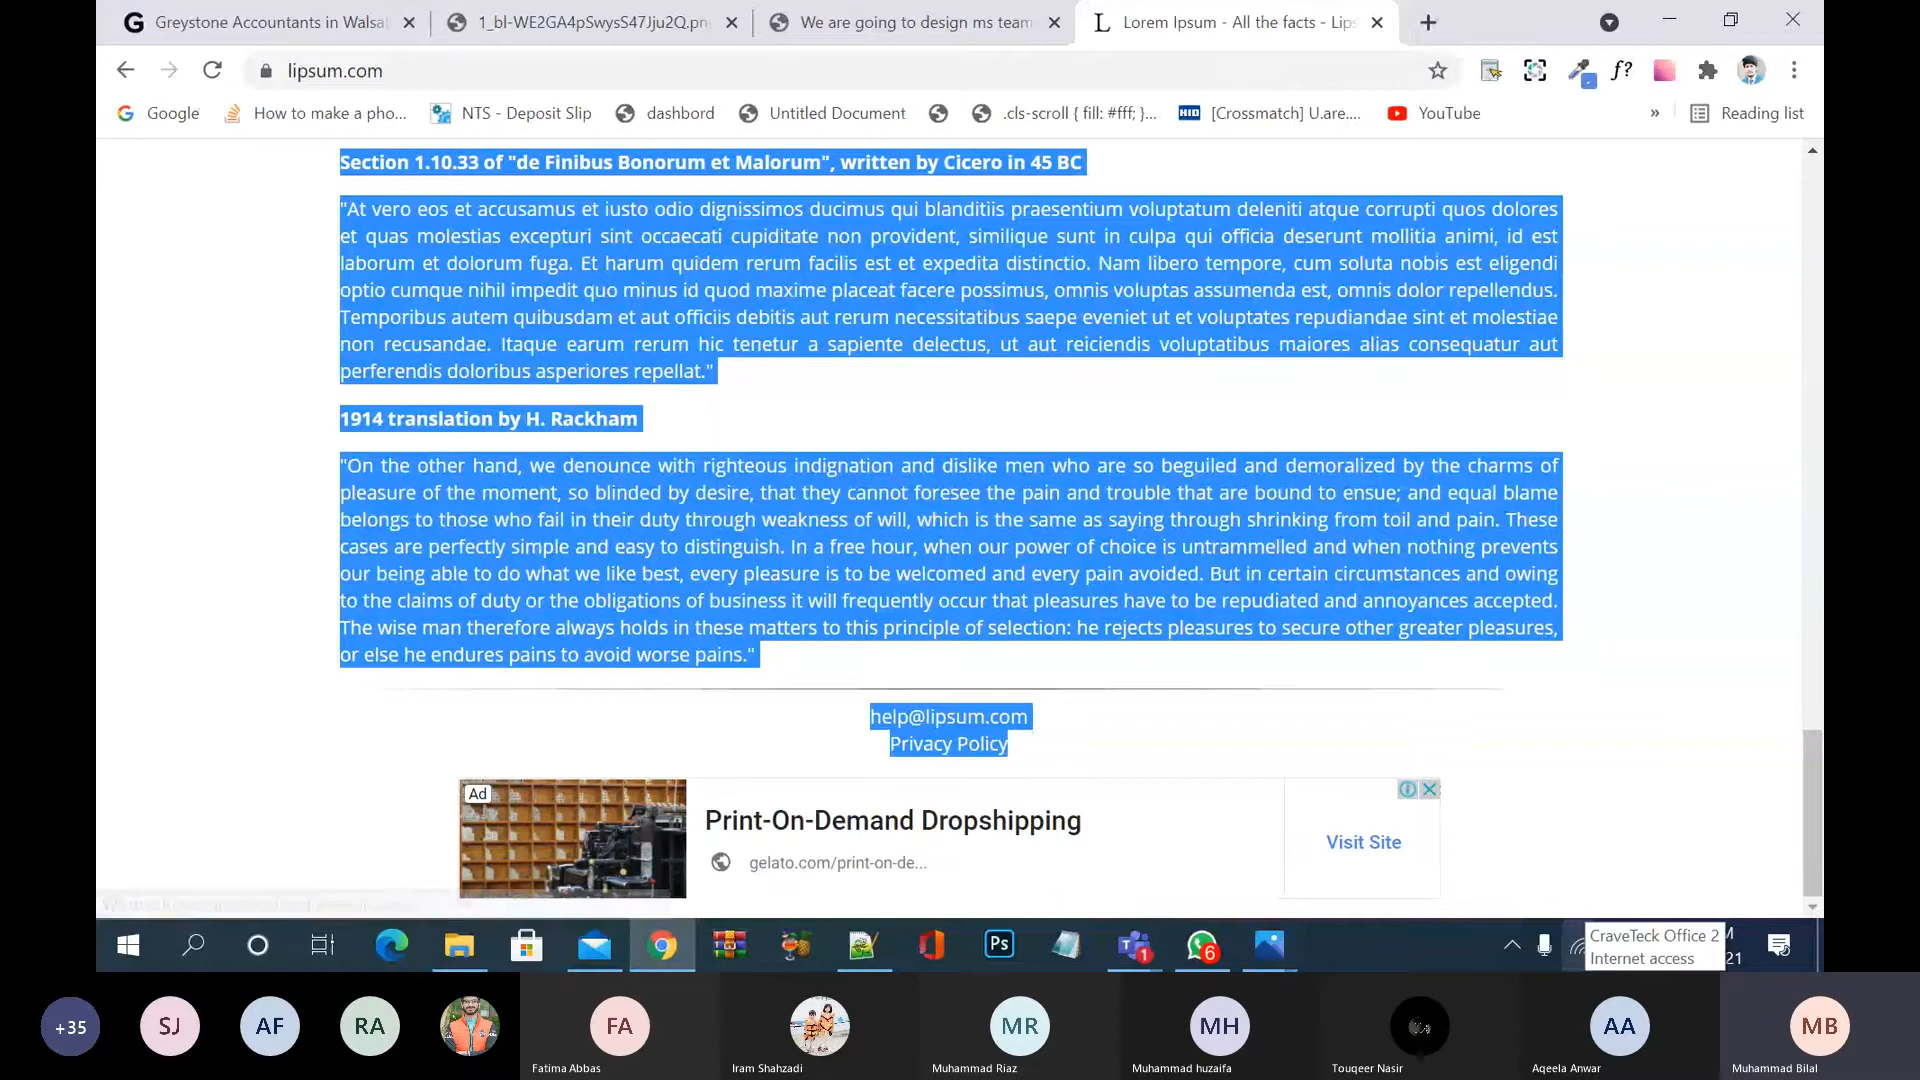 Greystone Accountants in Walsa
1_bl-WE2GA4pSwysS47Jju2Q.pn
We are going to design ms team
Lorem Ipsum - All the facts - Lips
lipsum.com
f?
Google
How to make a pho...
NTS - Deposit Slip
dashbord
Untitled Document
.cls-scroll { fill: #fff; }...
HID
[Crossmatch] U.are....
YouTube
»
Reading list
Section 1.10.33 of "de Finibus Bonorum et Malorum", written by Cicero in 45 BC
"At vero eos et accusamus et iusto odio dignissimos ducimus qui blanditiis praesentium voluptatum deleniti atque corrupti quos dolores
et quas molestias excepturi sint occaecati cupiditate non provident, similique sunt in culpa qui officia deserunt mollitia animi, id est
laborum et dolorum fuga. Et harum quidem rerum facilis est et expedita distinctio. Nam libero tempore, cum soluta nobis est eligendi
optio cumque nihil impedit quo minus id quod maxime placeat facere possimus, omnis voluptas assumenda est, omnis dolor repellendus.
Temporibus autem quibusdam et aut officiis debitis aut rerum necessitatibus saepe eveniet ut et voluptates repudiandae sint et molestiae
non recusandae. Itaque earum rerum hic tenetur a sapiente delectus, ut aut reiciendis voluptatibus maiores alias consequatur aut
perferendis doloribus asperiores repellat."
1914 translation by H. Rackham
"On the other hand, we denounce with righteous indignation and dislike men who are so beguiled and demoralized by the charms of
pleasure of the moment, so blinded by desire, that they cannot foresee the pain and trouble that are bound to ensue; and equal blame
belongs to those who fail in their duty through weakness of will, which is the same as saying through shrinking from toil and pain. These
cases are perfectly simple and easy to distinguish. In a free hour, when our power of choice is untrammelled and when nothing prevents
our being able to do what we like best, every pleasure is to be welcomed and every pain avoided. But in certain circumstances and owing
to the claims of duty or the obligations of business it will frequently occur that pleasures have to be repudiated and annoyances accepted.
The wise man therefore always holds in these matters to this principle of selection: he rejects pleasures to secure other greater pleasures,
or else he endures pains to avoid worse pains."
help@lipsum.com
Privacy Policy
Ad
Print-On-Demand Dropshipping
gelato.com/print-on-de...
Visit Site
Ps
1
6
CraveTeck Office 2
Internet access
21
+35
SJ
AF
RA
FA
MR
MH
AA
MB
Fatima Abbas
Iram Shahzadi
Muhammad Riaz
Muhammad huzaifa
Touqeer Nasir
Aqeela Anwar
Muhammad Bilal